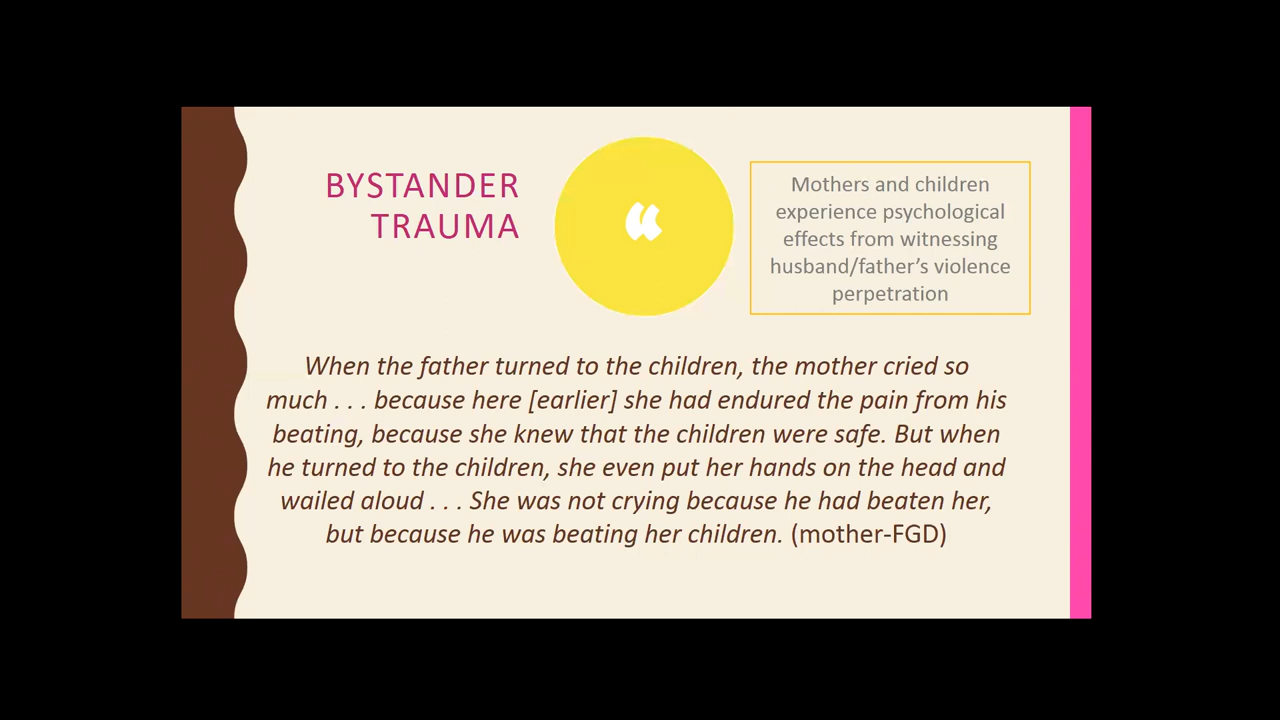 BYSTANDER
TRAUMA
“
Mothers and children
experience psychological
effects from witnessing
husband/father’s violence
perpetration
When the father turned to the children, the mother cried so
much . . . because here [earlier] she had endured the pain from his
beating, because she knew that the children were safe. But when
he turned to the children, she even put her hands on the head and
wailed aloud . . . She was not crying because he had beaten her,
but because he was beating her children. (mother-FGD)